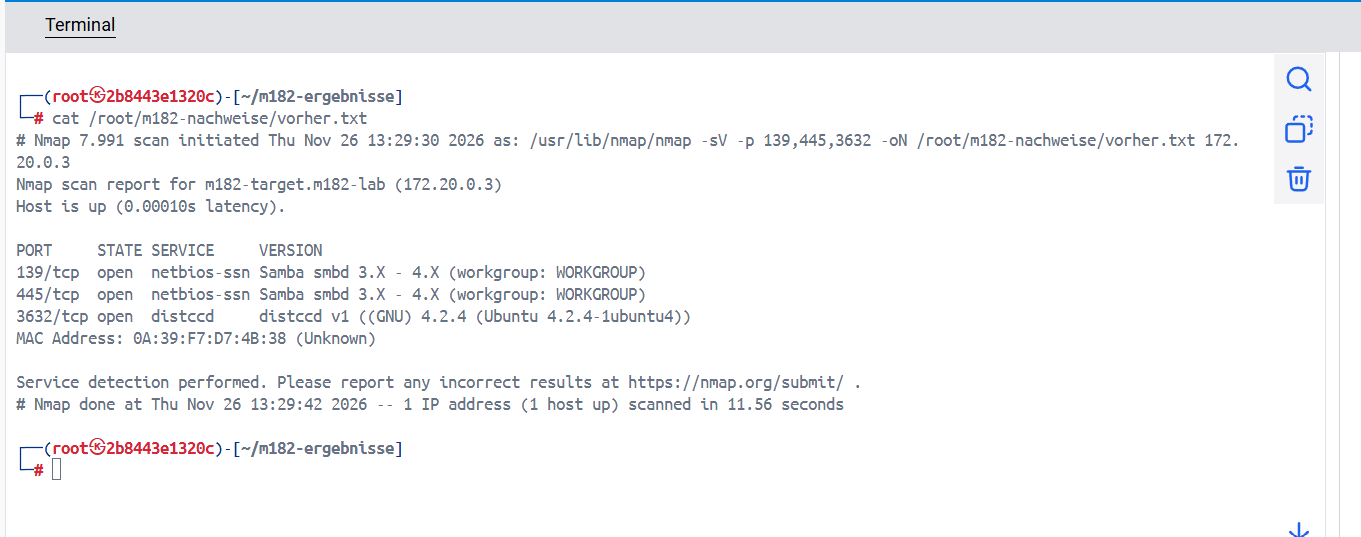 Terminal
┌──(root㉿2b8443e1320c)-[~/m182-ergebnisse]
└─# cat /root/m182-nachweise/vorher.txt
# Nmap 7.991 scan initiated Thu Nov 26 13:29:30 2026 as: /usr/lib/nmap/nmap -sV -p 139,445,3632 -oN /root/m182-nachweise/vorher.txt 172.
20.0.3
Nmap scan report for m182-target.m182-lab (172.20.0.3)
Host is up (0.00010s latency).
PORT     STATE SERVICE     VERSION
139/tcp  open  netbios-ssn Samba smbd 3.X - 4.X (workgroup: WORKGROUP)
445/tcp  open  netbios-ssn Samba smbd 3.X - 4.X (workgroup: WORKGROUP)
3632/tcp open  distccd     distccd v1 ((GNU) 4.2.4 (Ubuntu 4.2.4-1ubuntu4))
MAC Address: 0A:39:F7:D7:4B:38 (Unknown)
Service detection performed. Please report any incorrect results at https://nmap.org/submit/ .
# Nmap done at Thu Nov 26 13:29:42 2026 -- 1 IP address (1 host up) scanned in 11.56 seconds
┌──(root㉿2b8443e1320c)-[~/m182-ergebnisse]
└─#